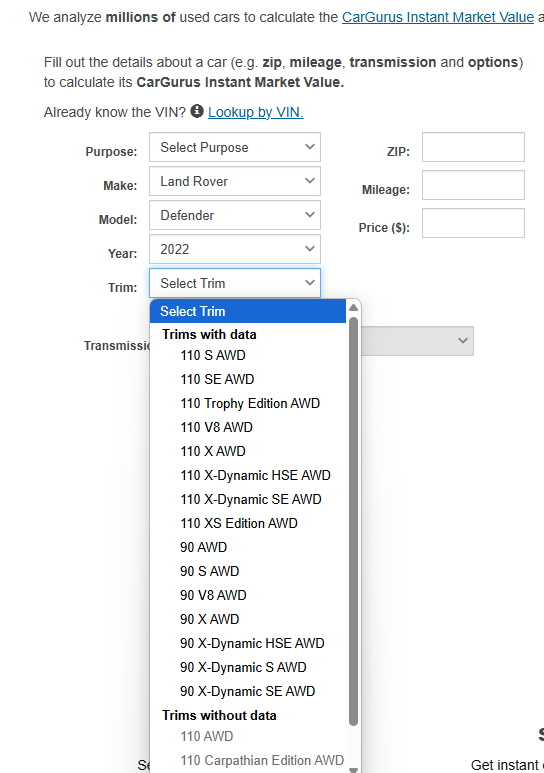 We analyze millions of used cars to calculate the CarGurus Instant Market Value a
Fill out the details about a car (e.g. zip, mileage, transmission and options)
to calculate its CarGurus Instant Market Value.
Already know the VIN? Lookup by VIN.
Purpose: Select Purpose ZIP:
Make: Land Rover Mileage:
Model: Defender Price ($):
Year: 2022
Trim: Select Trim
Select Trim
Trims with data
Transmissi
110 S AWD
110 SE AWD
110 Trophy Edition AWD
110 V8 AWD
110 X AWD
110 X-Dynamic HSE AWD
110 X-Dynamic SE AWD
110 XS Edition AWD
90 AWD
90 S AWD
90 V8 AWD
90 X AWD
90 X-Dynamic HSE AWD
90 X-Dynamic S AWD
90 X-Dynamic SE AWD
Trims without data
110 AWD
110 Carpathian Edition AWD
Se Get instant